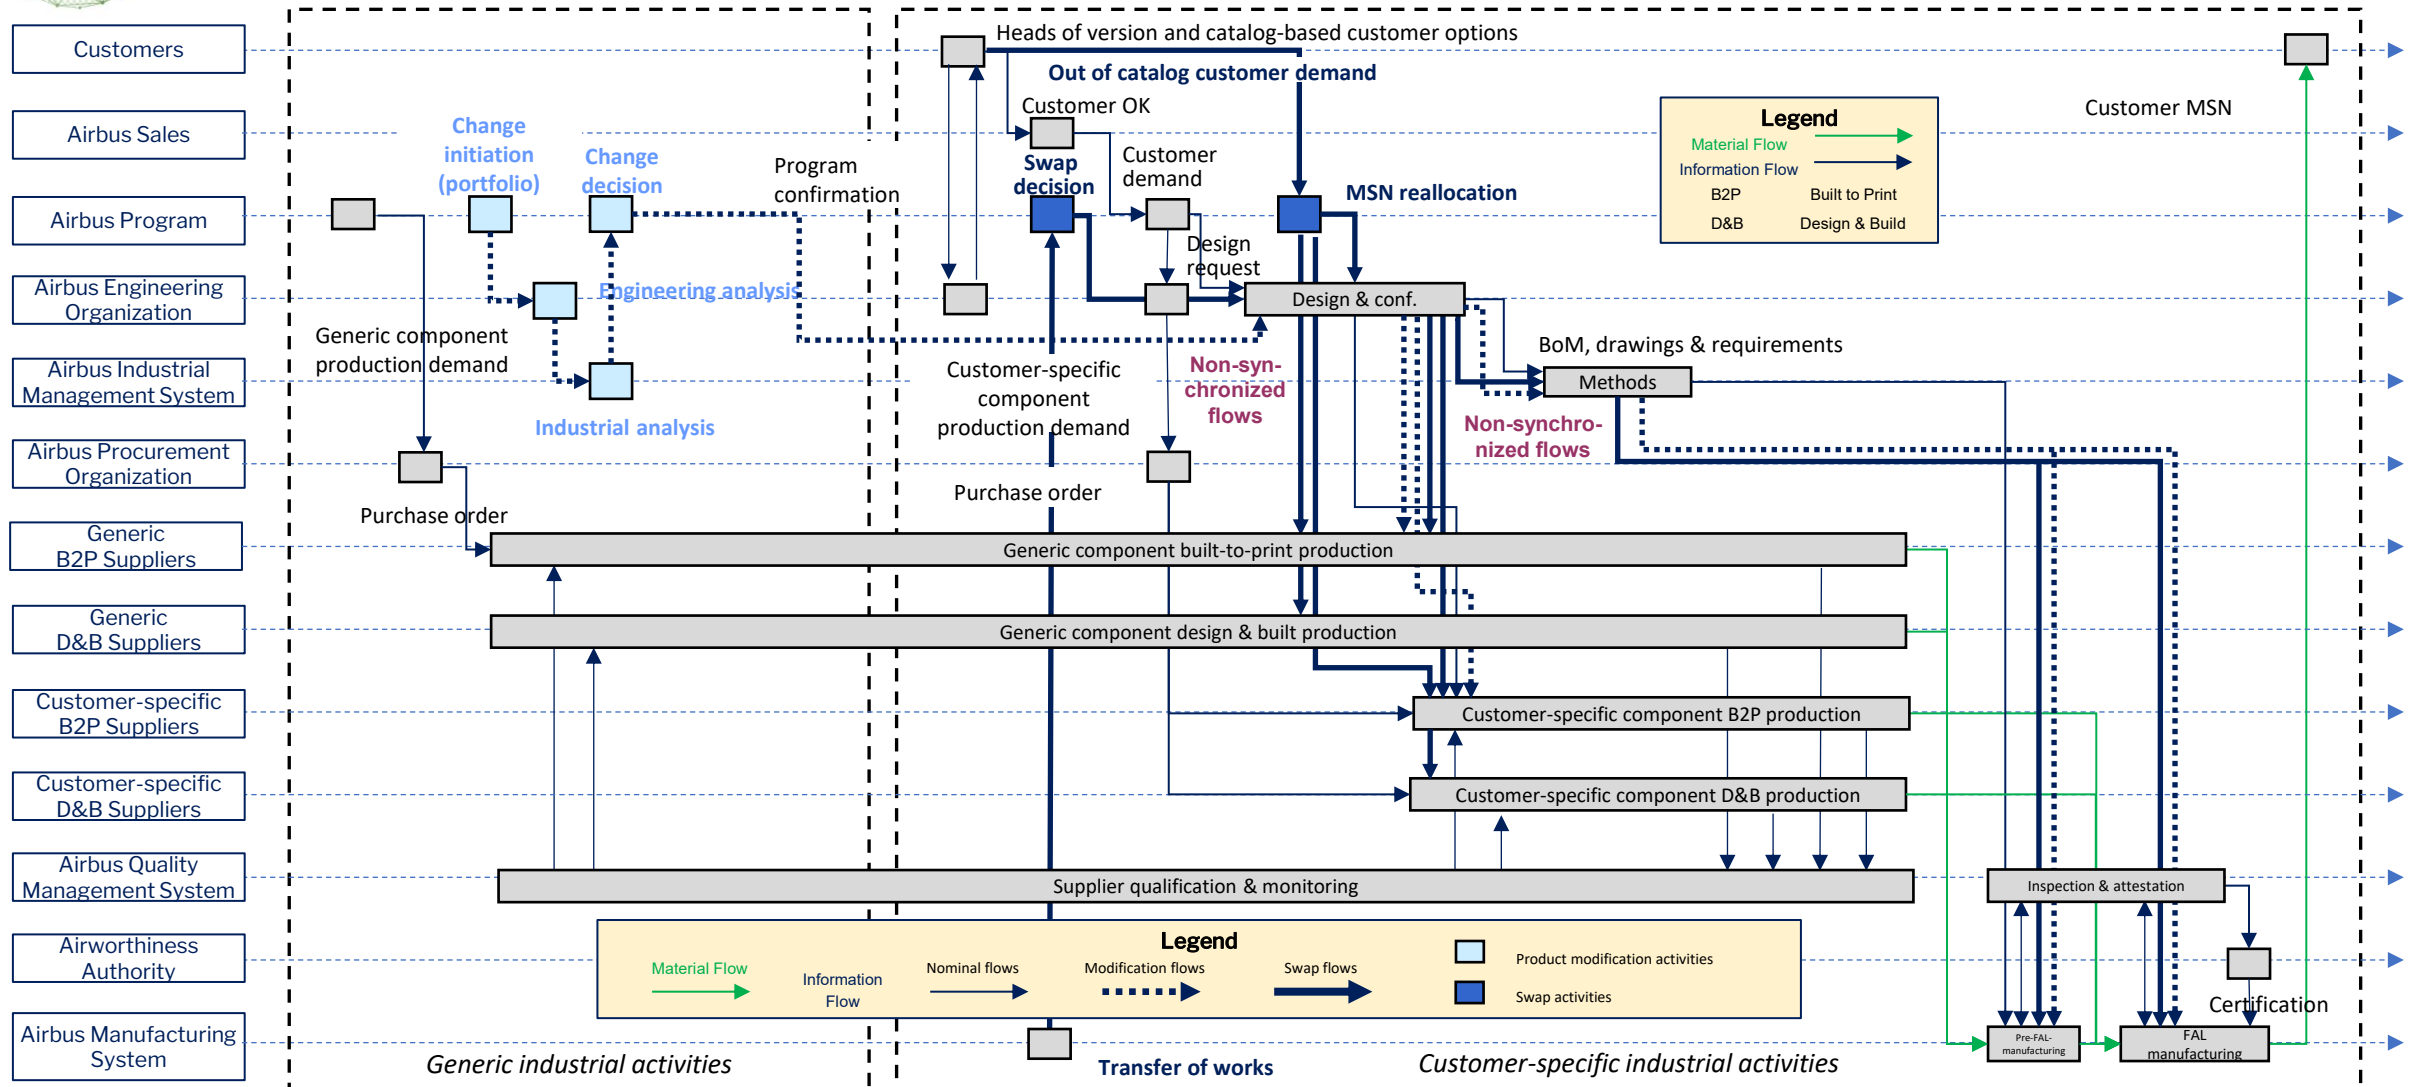 Customers
Airbus Sales
Airbus Program
Airbus Engineering
Organization
Airbus Industrial
Management System
Airbus Procurement
Organization
Generic
B2P Suppliers
Generic
D&B Suppliers
Customer-specific
B2P Suppliers
Customer-specific
D&B Suppliers
Airbus Quality
Management System
Airworthiness
Authority
Airbus Manufacturing
System
Change
initiation
(portfolio)
Change
decision
Program
confirmation
Engineering analysis
Generic component
production demand
Industrial analysis
Purchase order
Heads of version and catalog-based customer options
Out of catalog customer demand
Customer OK
Swap
decision
Customer
demand
MSN reallocation
Design
request
Design & conf.
Customer-specific
component
production demand
Non-syn-
chronized
flows
BoM, drawings & requirements
Methods
Non-synchro-
nized flows
Purchase order
Legend
Material Flow
Information Flow
B2P Built to Print
D&B Design & Build
Customer MSN
Generic component built-to-print production
Generic component design & built production
Customer-specific component B2P production
Customer-specific component D&B production
Supplier qualification & monitoring
Inspection & attestation
Legend
Material Flow
Information
Flow
Nominal flows
Modification flows
Swap flows
Product modification activities
Swap activities
Certification
Pre-FAL-
manufacturing
FAL
manufacturing
Generic industrial activities
Transfer of works
Customer-specific industrial activities